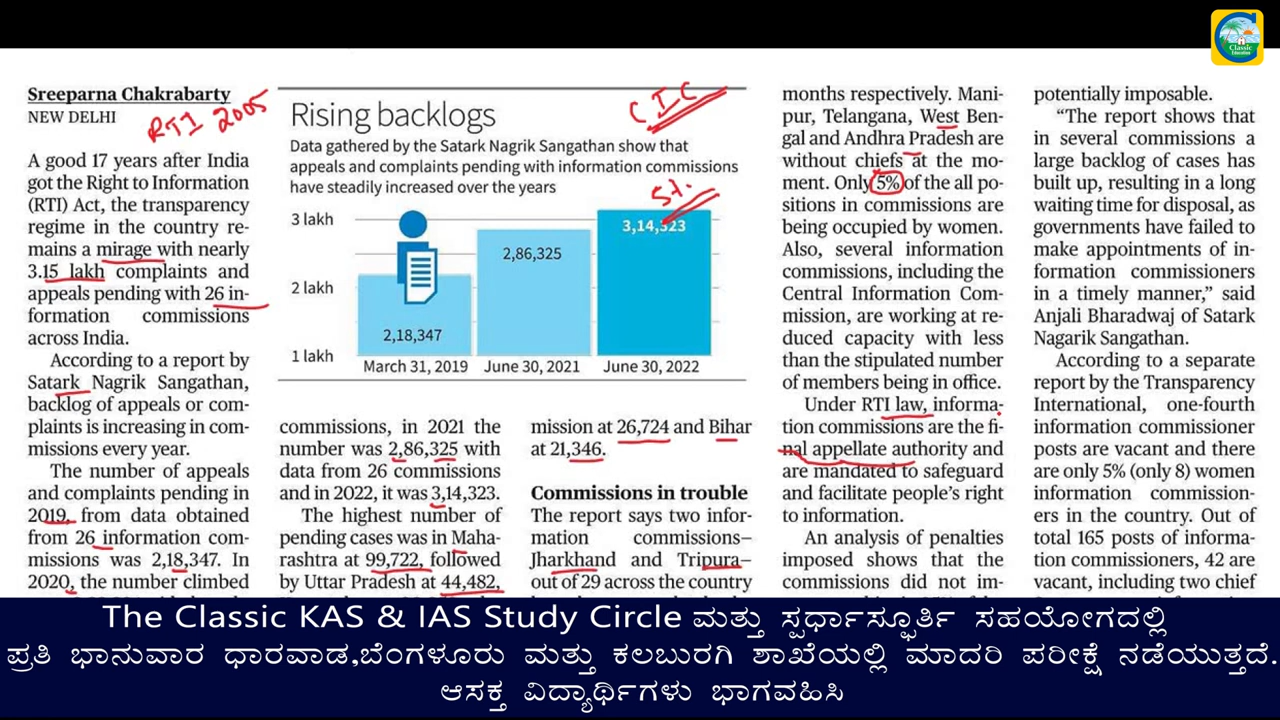 Classic
Education
Sreeparna Chakrabarty
NEW DELHI
RTI 2005
A good 17 years after India
got the Right to Information
(RTI) Act, the transparency
regime in the country re-
mains a mirage with nearly
3.15 lakh complaints and
appeals pending with 26 in-
formation commissions
across India.
According to a report by
Satark Nagrik Sangathan,
backlog of appeals or com-
plaints is increasing in com-
missions every year.
The number of appeals
and complaints pending in
2019, from data obtained
from 26 information com-
missions was 2,18,347. In
2020, the number climbed
Rising backlogs
CIC
Data gathered by the Satark Nagrik Sangathan show that
appeals and complaints pending with information commissions
have steadily increased over the years
5%.
3 lakh
2 lakh
1 lakh
2,18,347
2,86,325
3,14,323
March 31, 2019
June 30, 2021
June 30, 2022
commissions, in 2021 the
number was 2,86,325 with
data from 26 commissions
and in 2022, it was 3,14,323.
The highest number of
pending cases was in Maha-
rashtra at 99,722, followed
by Uttar Pradesh at 44,482,
mission at 26,724 and Bihar
at 21,346.
Commissions in trouble
The report says two infor-
mation commissions—
Jharkhand and Tripura—
out of 29 across the country
months respectively. Mani-
pur, Telangana, West Ben-
gal and Andhra Pradesh are
without chiefs at the mo-
ment. Only 5% of the all po-
sitions in commissions are
being occupied by women.
Also, several information
commissions, including the
Central Information Com-
mission, are working at re-
duced capacity with less
than the stipulated number
of members being in office.
Under RTI law, informa-
tion commissions are the fi-
nal appellate authority and
are mandated to safeguard
and facilitate people's right
to information.
An analysis of penalties
imposed shows that the
commissions did not im-
potentially imposable.
"The report shows that
in several commissions a
large backlog of cases has
built up, resulting in a long
waiting time for disposal, as
governments have failed to
make appointments of in-
formation commissioners
in a timely manner," said
Anjali Bharadwaj of Satark
Nagarik Sangathan.
According to a separate
report by the Transparency
International, one-fourth
information commissioner
posts are vacant and there
are only 5% (only 8) women
information commission-
ers in the country. Out of
total 165 posts of informa-
tion commissioners, 42 are
vacant, including two chief
The Classic KAS & IAS Study Circle ಮತ್ತು ಸ್ಪರ್ಧಾಸ್ಫೂರ್ತಿ ಸಹಯೋಗದಲ್ಲಿ
ಪ್ರತಿ ಭಾನುವಾರ ಧಾರವಾಡ,ಬೆಂಗಳೂರು ಮತ್ತು ಕಲಬುರಗಿ ಶಾಖೆಯಲ್ಲಿ ಮಾದರಿ ಪರೀಕ್ಷೆ ನಡೆಯುತ್ತದೆ.
ಆಸಕ್ತ ವಿದ್ಯಾರ್ಥಿಗಳು ಭಾಗವಹಿಸಿ